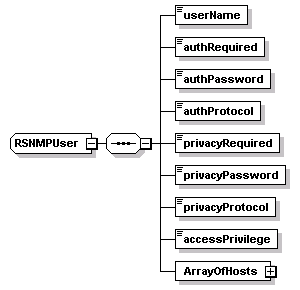 userName
authRequired
authPassword
authProtocol
RSNMPUser
privacyRequired
privacyPassword
privacyProtocol
accessPrivilege
ArrayOfHosts